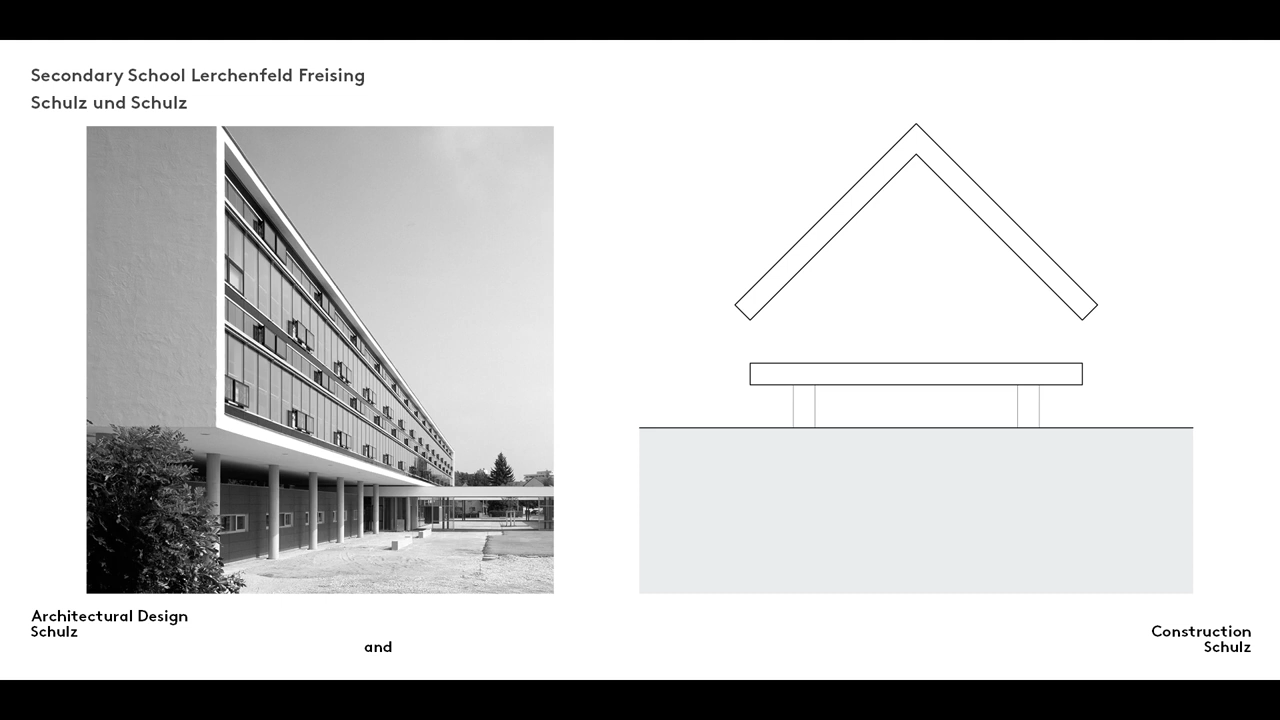 Secondary School Lerchenfeld Freising
Schulz und Schulz
Architectural Design
Schulz
and
Construction
Schulz